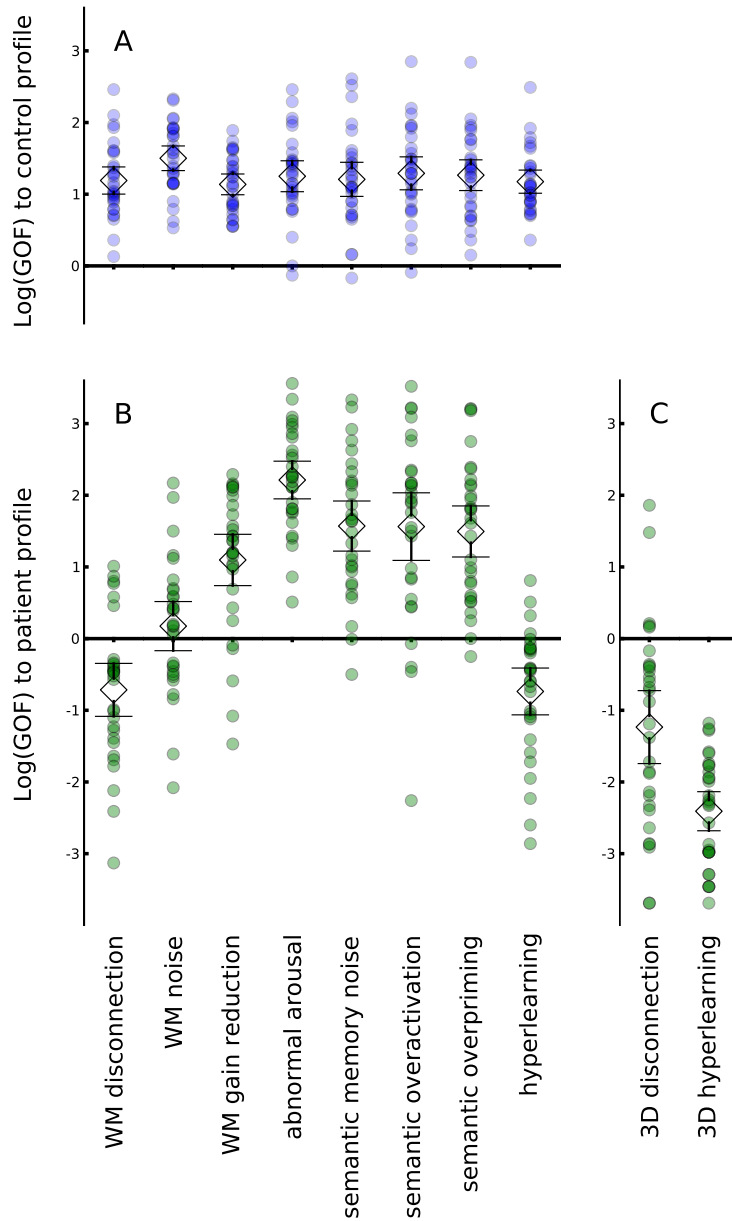 A
Log(GOF) to control profile
3
2
1
0
B
C
Log(GOF) to patient profile
3
2
1
0
-1
-2
-3
3
2
1
0
-1
-2
-3
WM disconnection
WM noise
WM gain reduction
abnormal arousal
semantic memory noise
semantic overactivation
semantic overpriming
hyperlearning
3D disconnection
3D hyperlearning